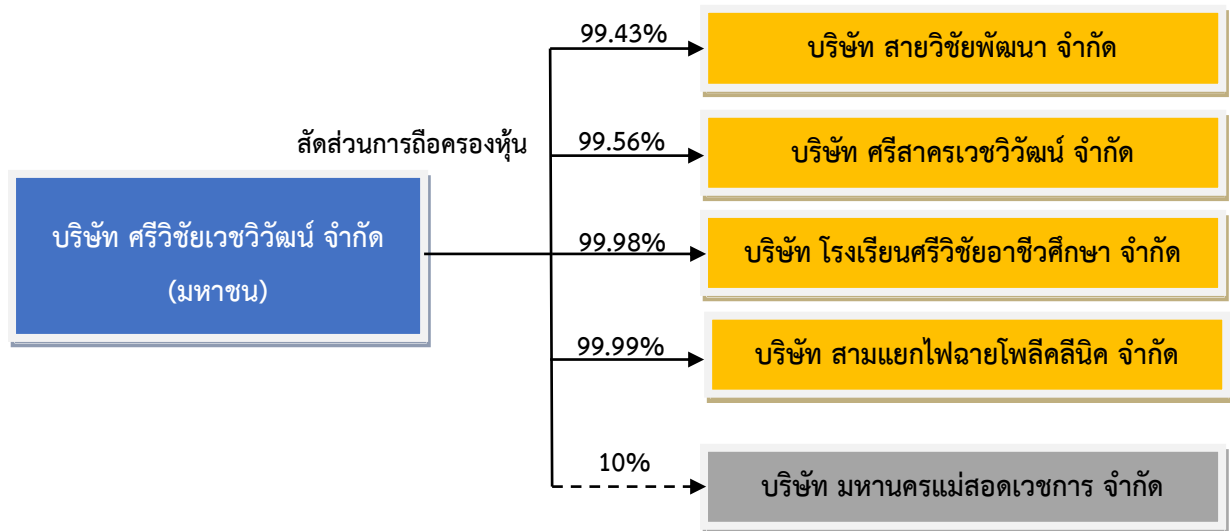 99.43%
บริษัท สายวิชัยพัฒนา จำกัด
สัดส่วนการถือครองหุ้น
99.56%
บริษัท ศรีสาครเวชวิวัฒน์ จำกัด
บริษัท ศรีวิชัยเวชวิวัฒน์ จำกัด
(มหาชน)
99.98%
บริษัท โรงเรียนศรีวิชัยอาชีวศึกษา จำกัด
99.99%
บริษัท สามแยกไฟฉายโพลีคลีนิค จำกัด
10%
บริษัท มหานครแม่สอดเวชการ จำกัด